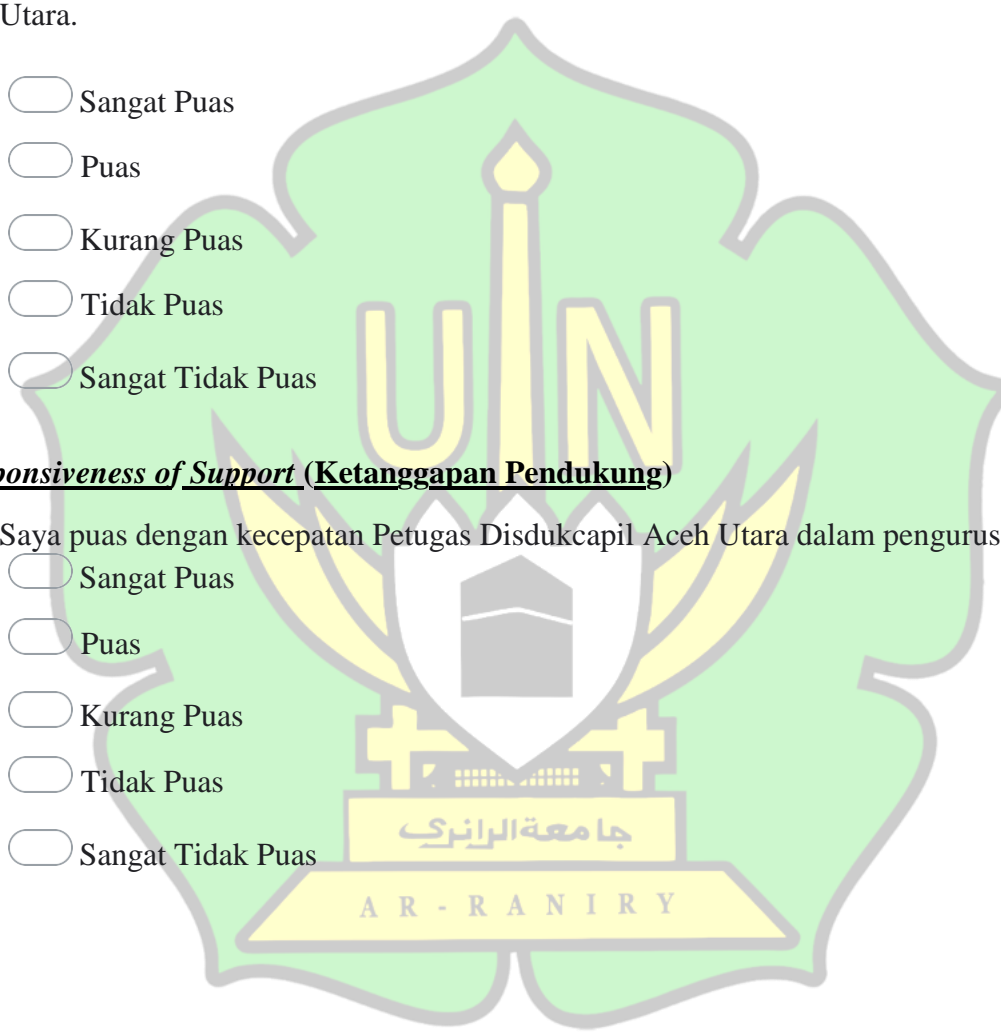 Utara.
Sangat Puas
Puas
Kurang Puas
Tidak Puas
Sangat Tidak Puas
ponsiveness of Support (Ketanggapan Pendukung)
Saya puas dengan kecepatan Petugas Disdukcapil Aceh Utara dalam pengurus
Sangat Puas
Puas
Kurang Puas
Tidak Puas
Sangat Tidak Puas
UIN
جامعةالرانري
AR-RANIRY